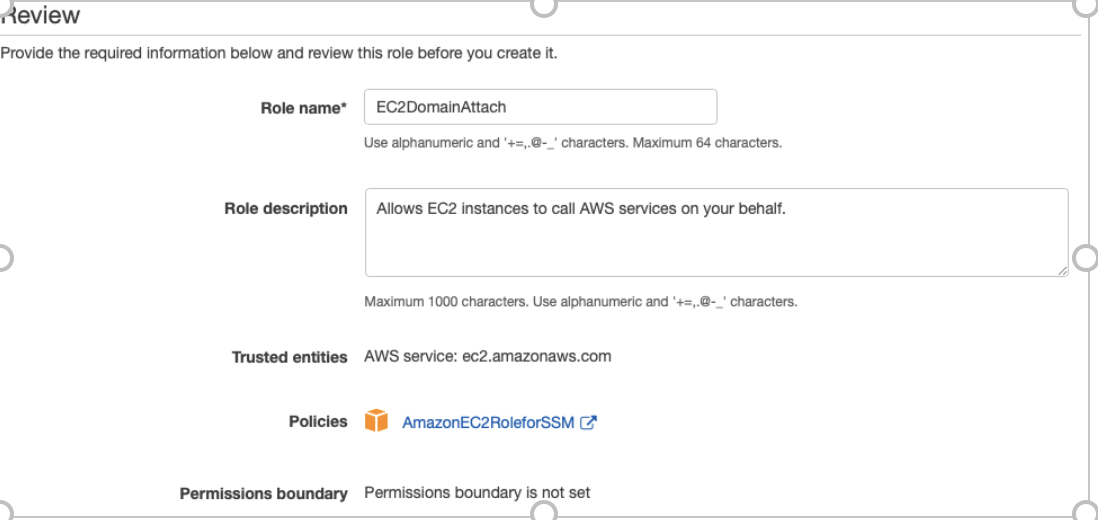 Review
Provide the required information below and review this role before you create it.
Role name* EC2DomainAttach
Use alphanumeric and '+=,.@-_' characters. Maximum 64 characters.
Role description Allows EC2 instances to call AWS services on your behalf.
Maximum 1000 characters. Use alphanumeric and '+=,.@-_' characters.
Trusted entities AWS service: ec2.amazonaws.com
Policies AmazonEC2RoleforSSM
Permissions boundary Permissions boundary is not set